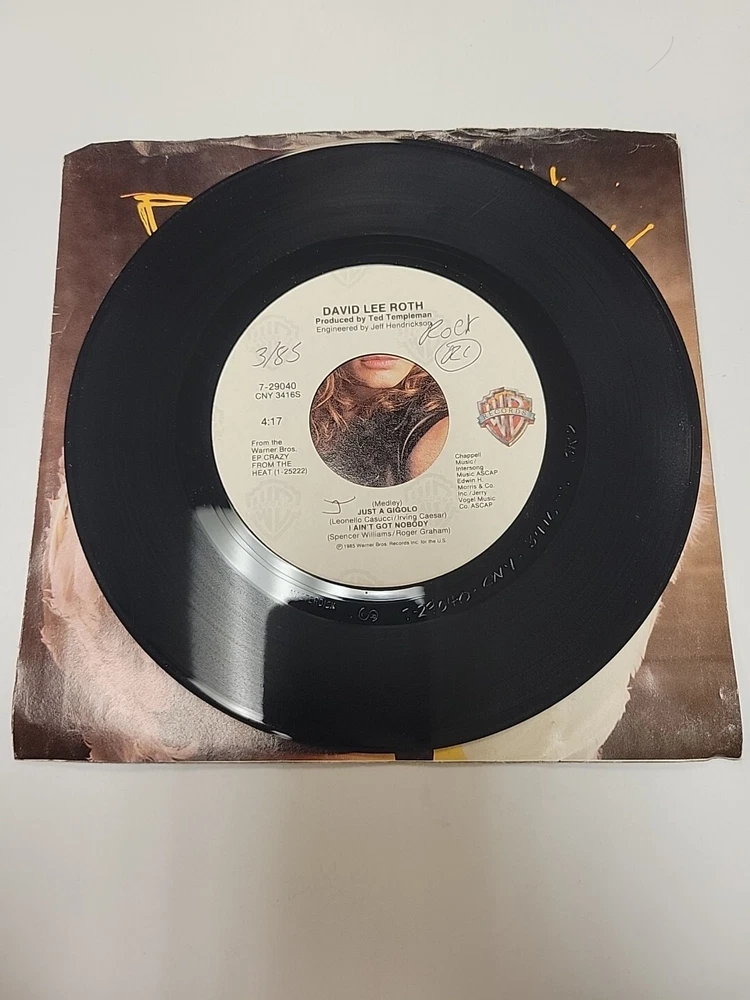 DAVID LEE ROTH
Produced by Ted Templeman
Engineered by Jeff Hendrickson
3/85
7-29040
CNY 3416S
4:17
From the
Warner Bros.
EP CRAZY
FROM THE
HEAT (1-25222)
RECORDS
Chappell
Music/
Intersong
Music ASCAP
Edwin H.
Morris & Co.
Inc./Jerry
Vogel Music
Co. ASCAP
(Medley)
JUST A GIGOLO
(Leonello Casucci/Irving Caesar)
I AIN'T GOT NOBODY
(Spencer Williams/Roger Graham)
℗ 1985 Warner Bros. Records Inc. for the U.S.